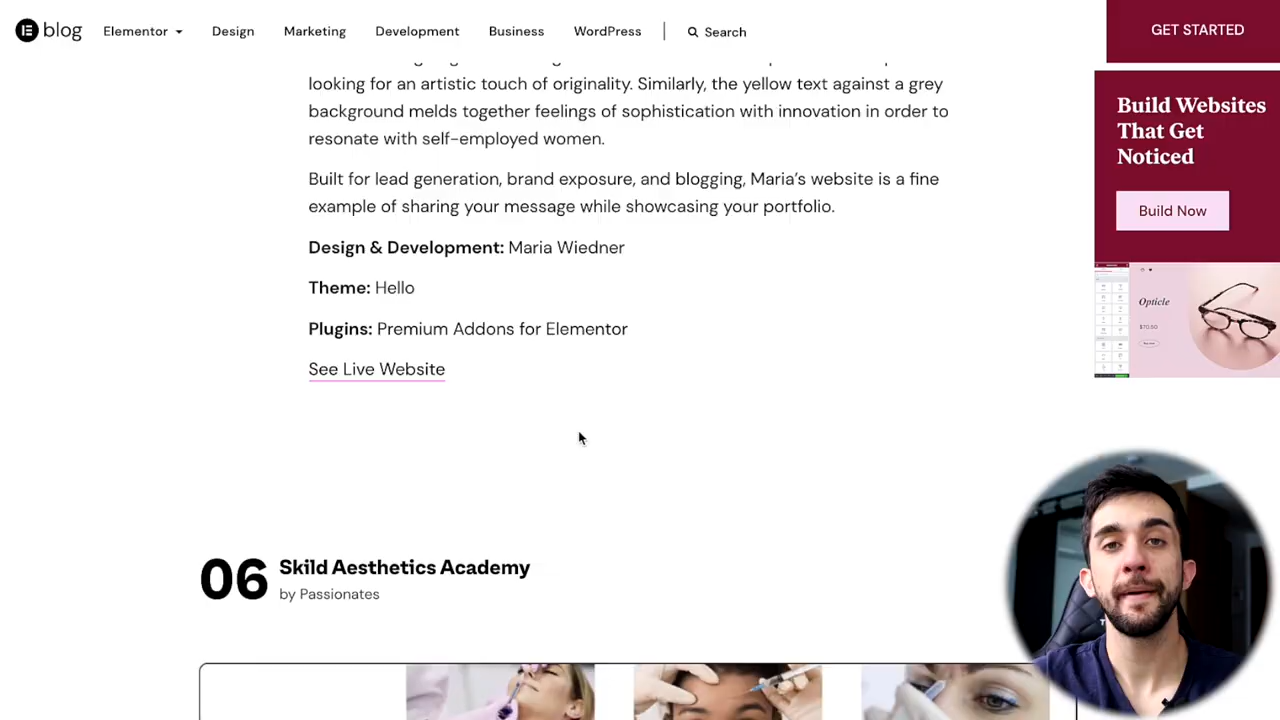 blog
Elementor
Design
Marketing
Development
Business
WordPress
Search
GET STARTED
looking for an artistic touch of originality. Similarly, the yellow text against a grey
background melds together feelings of sophistication with innovation in order to
resonate with self-employed women.
Built for lead generation, brand exposure, and blogging, Maria’s website is a fine
example of sharing your message while showcasing your portfolio.
Design & Development: Maria Wiedner
Theme: Hello
Plugins: Premium Addons for Elementor
See Live Website
Build Websites
That Get
Noticed
Build Now
Opticle
$70.90
06
Skild Aesthetics Academy
by Passionates